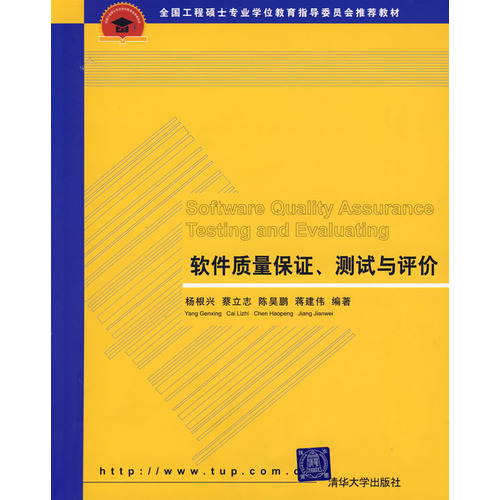 全国工程硕士专业学位教育指导委员会推荐教材
Software Quality Assurance
Testing and Evaluating
软件质量保证、测试与评价
杨根兴 蔡立志 陈昊鹏 蒋建伟 编著
Yang Genxing Cai Lizhi Chen Haopeng Jiang Jianwei
http://www.tup.com.c
清华大学出版社